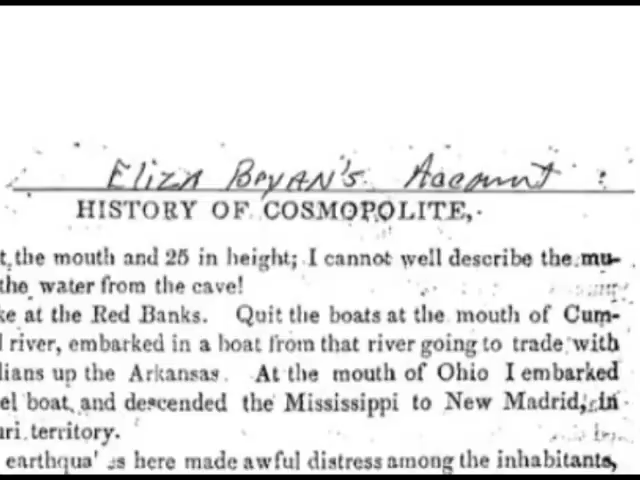 Eliza Bryan's Account
HISTORY OF COSMOPOLITE,
t, the mouth and 25 in height; I cannot well describe the mu-
the water from the cave!
ke at the Red Banks. Quit the boats at the mouth of Cum-
l river, embarked in a boat from that river going to trade with
lians up the Arkansas. At the mouth of Ohio I embarked
el boat, and descended the Mississippi to New Madrid, in
uri territory.
earthqua' es here made awful distress among the inhabitants,